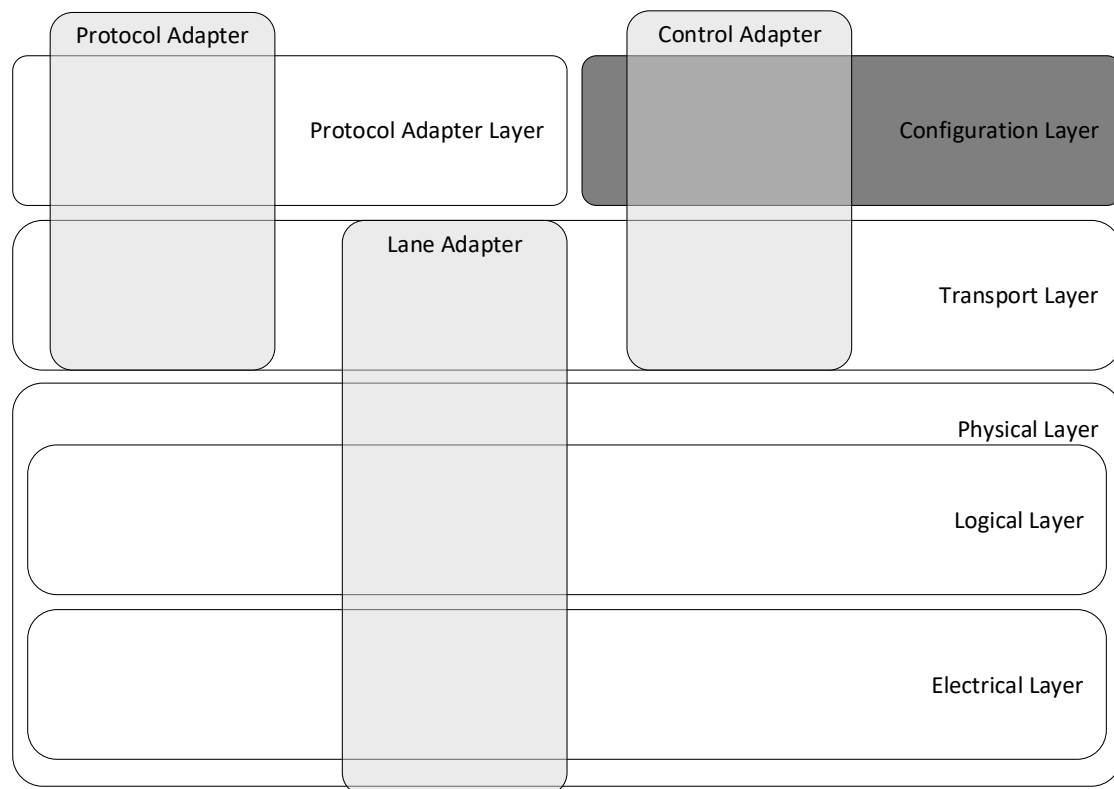 Protocol Adapter
Control Adapter
Protocol Adapter Layer
Configuration Layer
Lane Adapter
Transport Layer
Physical Layer
Logical Layer
Electrical Layer